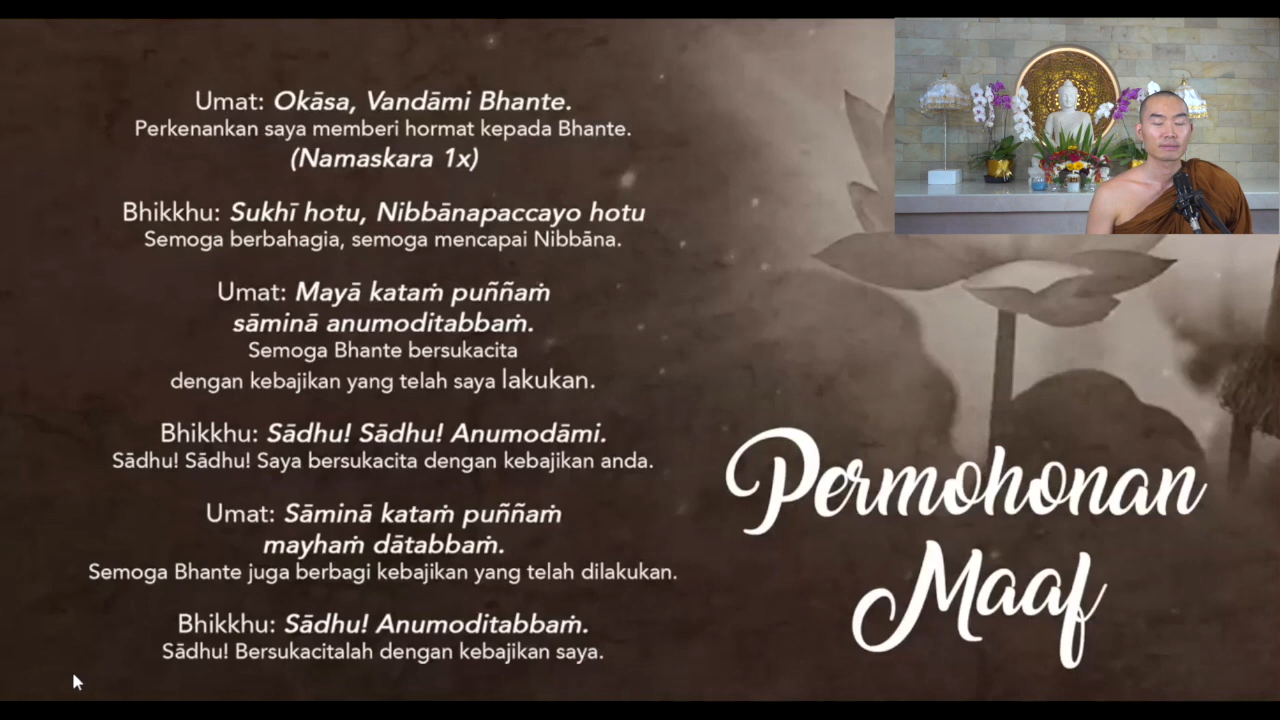 Umat: Okāsa, Vandāmi Bhante.
Perkenankan saya memberi hormat kepada Bhante.
(Namaskara 1x)
Bhikkhu: Sukhī hotu, Nibbānapaccayo hotu
Semoga berbahagia, semoga mencapai Nibbāna.
Umat: Mayā kataṁ puññaṁ
sāminā anumoditabbaṁ.
Semoga Bhante bersukacita
dengan kebajikan yang telah saya lakukan.
Bhikkhu: Sādhu! Sādhu! Anumodāmi.
Sādhu! Sādhu! Saya bersukacita dengan kebajikan anda.
Umat: Sāminā kataṁ puññaṁ
mayhaṁ dātabbaṁ.
Semoga Bhante juga berbagi kebajikan yang telah dilakukan.
Bhikkhu: Sādhu! Anumoditabbaṁ.
Sādhu! Bersukacitalah dengan kebajikan saya.
Permohonan
Maaf